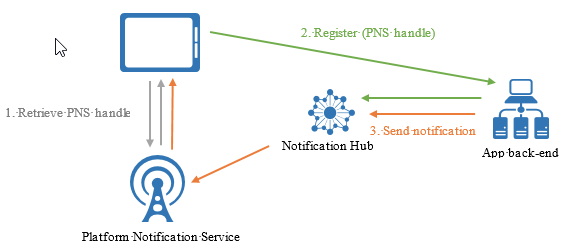 2. Register (PNS handle)
1. Retrieve PNS handle
3. Send notification
Notification Hub
App back-end
Platform Notification Service